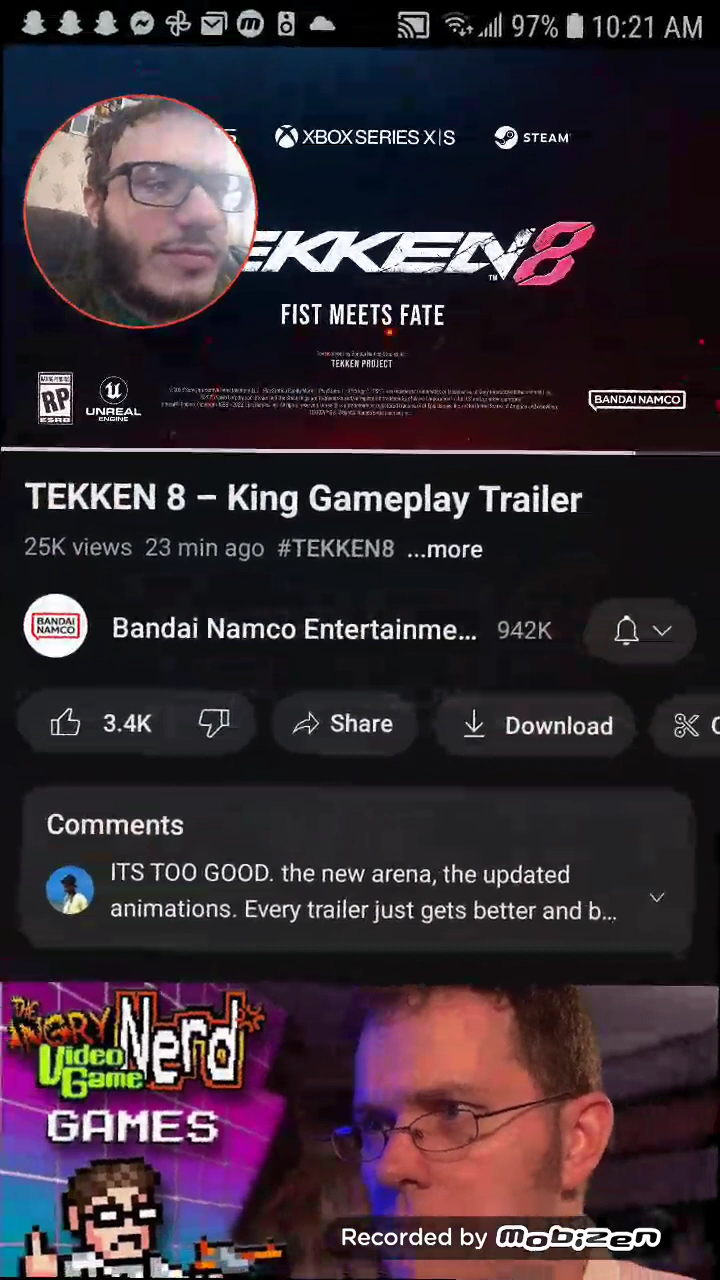 97% 10:21 AM
XBOX SERIES X|S
STEAM
EKKEN 8
FIST MEETS FATE
TEKKEN PROJECT
RP
ESRB
UNREAL
ENGINE
BANDAI NAMCO
TEKKEN 8 – King Gameplay Trailer
25K views 23 min ago #TEKKEN8 ...more
BANDAI
NAMCO
Bandai Namco Entertainme... 942K
3.4K Share Download
Comments
ITS TOO GOOD. the new arena, the updated
animations. Every trailer just gets better and b...
THE
ANGRY
Video
Game
Nerd
GAMES
Recorded by mobizen